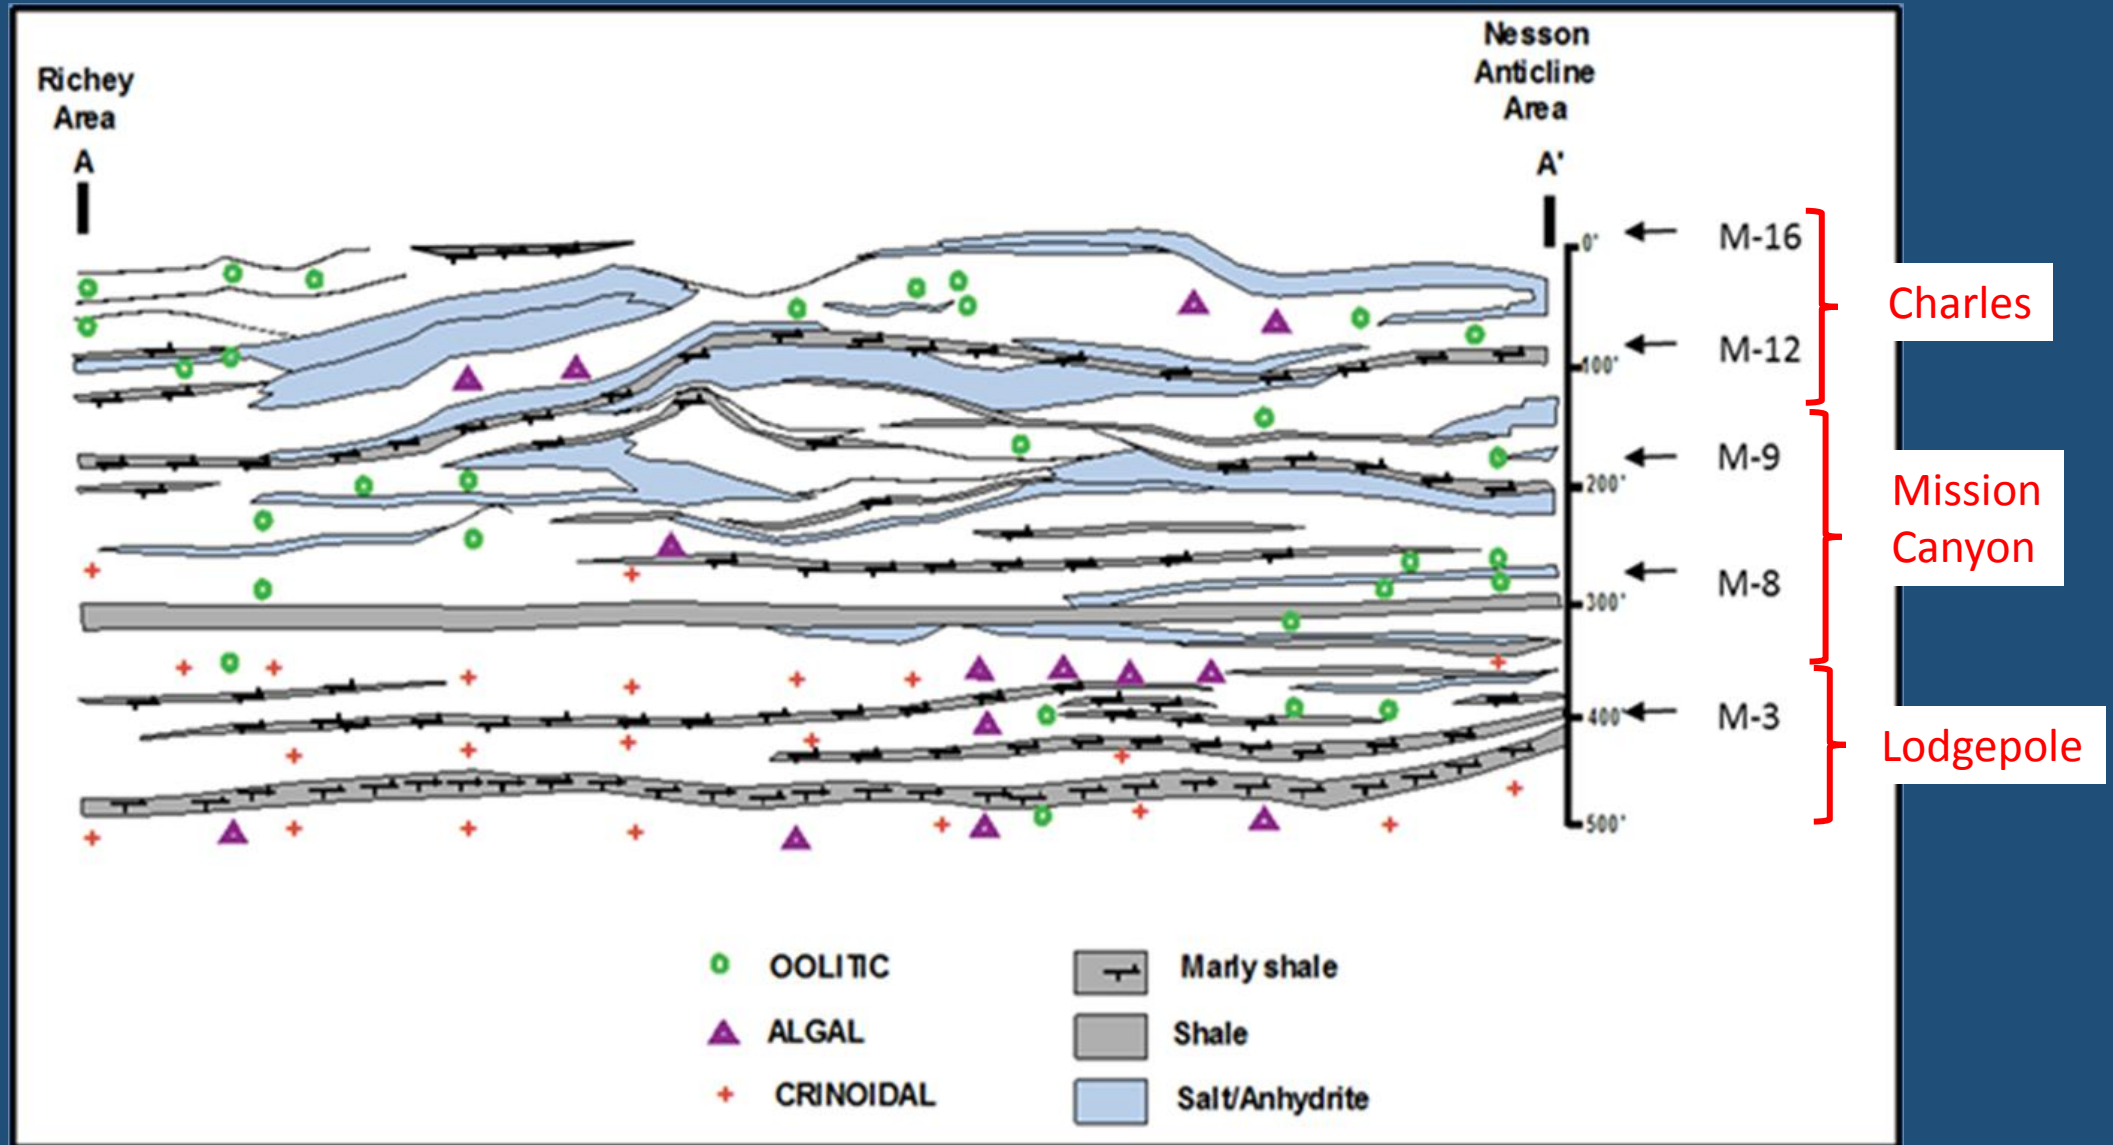 Richey
Area
A
Nesson
Anticline
Area
A'
0'
100'
200'
300'
400'
500'
M-16
M-12
M-9
M-8
M-3
Charles
Mission
Canyon
Lodgepole
OOLITIC
ALGAL
CRINOIDAL
Marly shale
Shale
Salt/Anhydrite